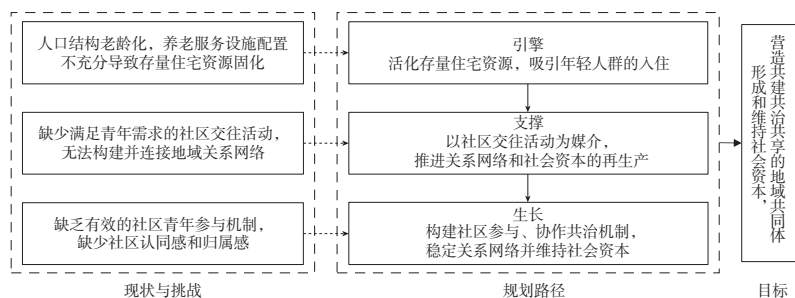 人口结构老龄化，养老服务设施配置
不充分导致存量住宅资源固化
缺少满足青年需求的社区交往活动，
无法构建并连接地域关系网络
缺乏有效的社区青年参与机制，
缺少社区认同感和归属感
现状与挑战
引擎
活化存量住宅资源，吸引年轻人群的入住
支撑
以社区交往活动为媒介，
推进关系网络和社会资本的再生产
生长
构建社区参与、协作共治机制，
稳定关系网络并维持社会资本
规划路径
形成和维持社会资本，
营造共建共治共享的地域共同体
目标